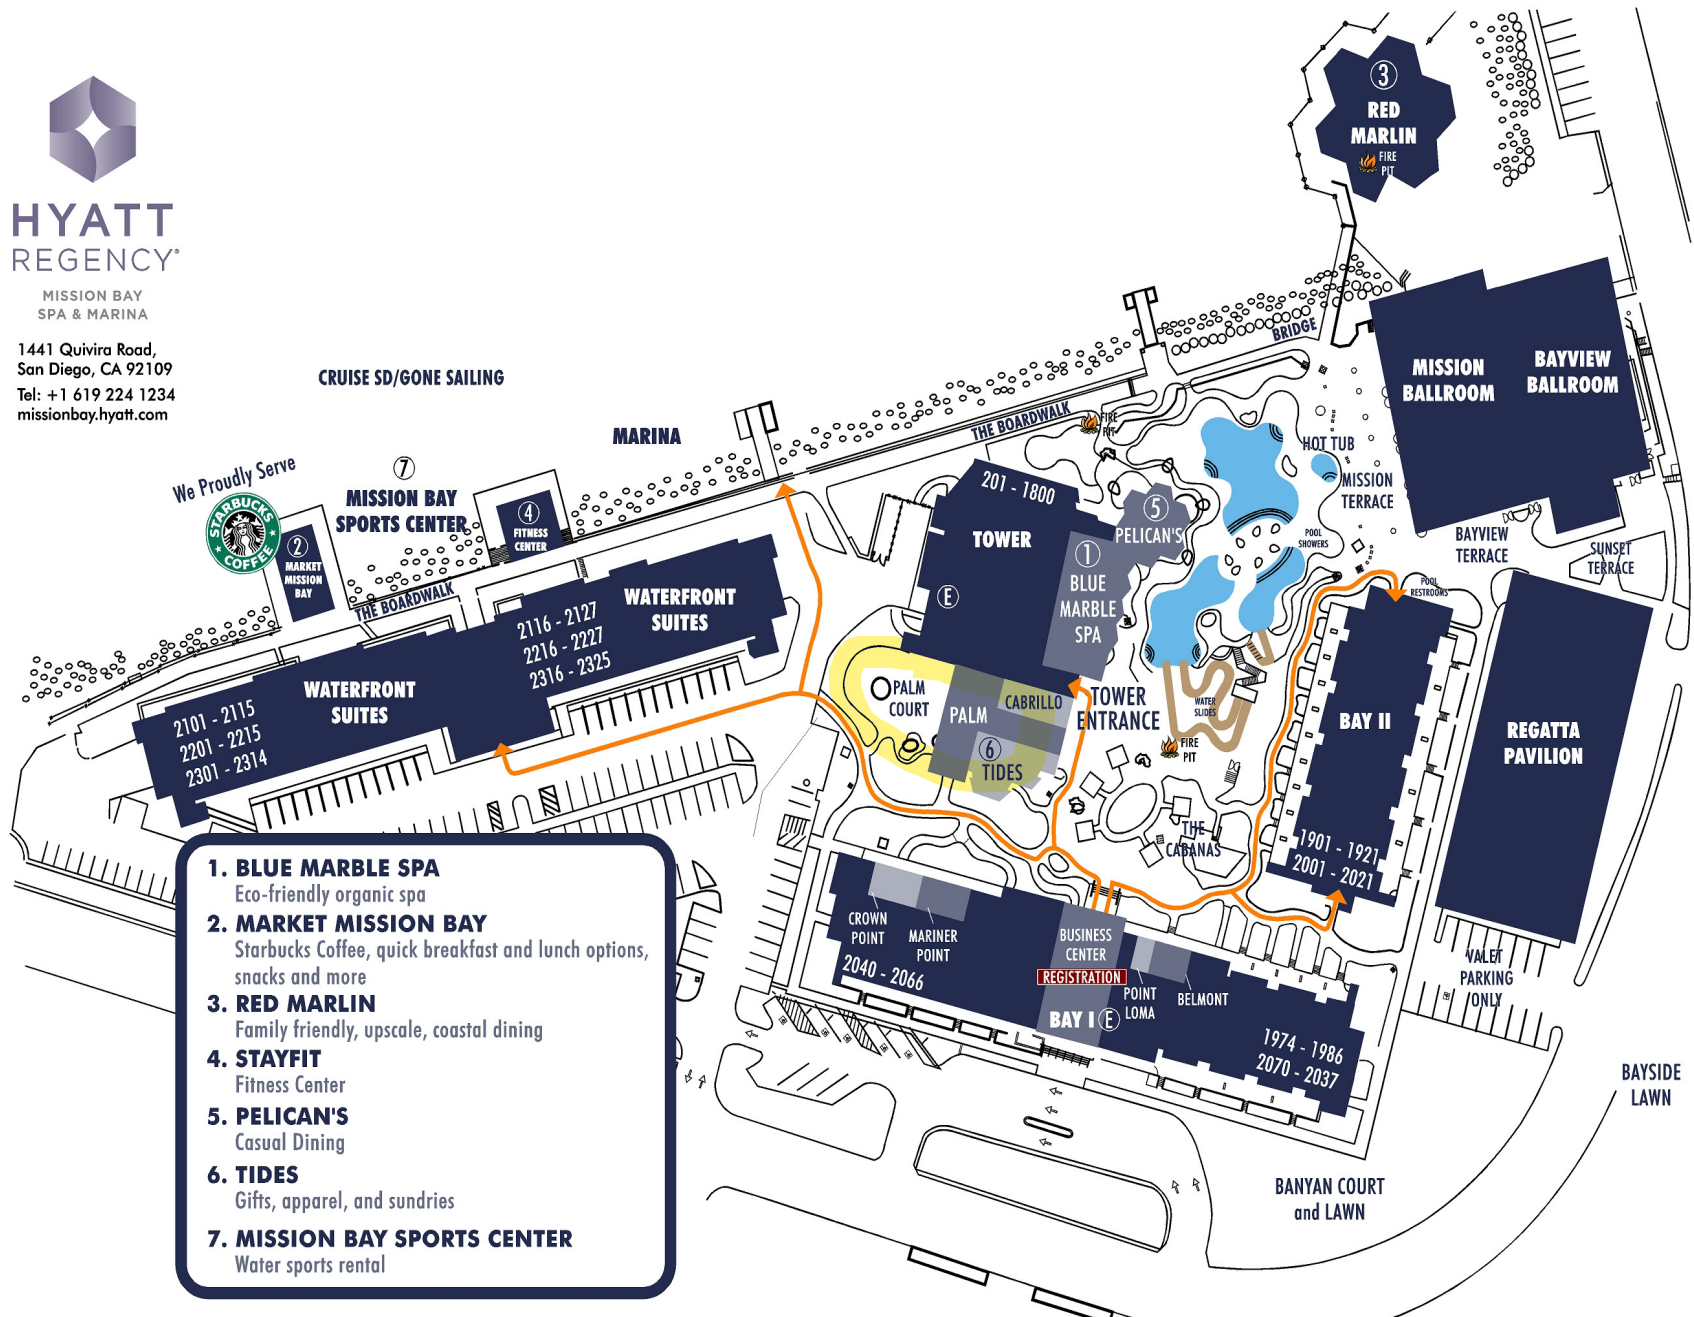 HYATT
REGENCY®
MISSION BAY
SPA & MARINA
1441 Quivira Road,
San Diego, CA 92109
Tel: +1 619 224 1234
missionbay.hyatt.com
CRUISE SD/GONE SAILING
MARINA
We Proudly Serve
STARBUCKS
COFFEE
2
MARKET
MISSION
BAY
7
MISSION BAY
SPORTS CENTER
4
FITNESS
CENTER
THE BOARDWALK
THE BOARDWALK
BRIDGE
3
RED
MARLIN
FIRE
PIT
FIRE
PIT
MISSION
BALLROOM
BAYVIEW
BALLROOM
HOT TUB
MISSION
TERRACE
POOL
SHOWERS
BAYVIEW
TERRACE
SUNSET
TERRACE
POOL
RESTROOMS
201 - 1800
TOWER
E
5
PELICAN'S
1
BLUE
MARBLE
SPA
WATERFRONT
SUITES
2116 - 2127
2216 - 2227
2316 - 2325
WATERFRONT
SUITES
2101 - 2115
2201 - 2215
2301 - 2314
PALM
COURT
PALM
CABRILLO
6
TIDES
TOWER
ENTRANCE
WATER
SLIDES
FIRE
PIT
THE
CABANAS
BAY II
1901 - 1921
2001 - 2021
REGATTA
PAVILION
CROWN
POINT
MARINER
POINT
2040 - 2066
BUSINESS
CENTER
REGISTRATION
BAY I E
POINT
LOMA
BELMONT
1974 - 1986
2070 - 2037
VALET
PARKING
ONLY
BAYSIDE
LAWN
BANYAN COURT
and LAWN
1. BLUE MARBLE SPA
Eco-friendly organic spa
2. MARKET MISSION BAY
Starbucks Coffee, quick breakfast and lunch options,
snacks and more
3. RED MARLIN
Family friendly, upscale, coastal dining
4. STAYFIT
Fitness Center
5. PELICAN'S
Casual Dining
6. TIDES
Gifts, apparel, and sundries
7. MISSION BAY SPORTS CENTER
Water sports rental